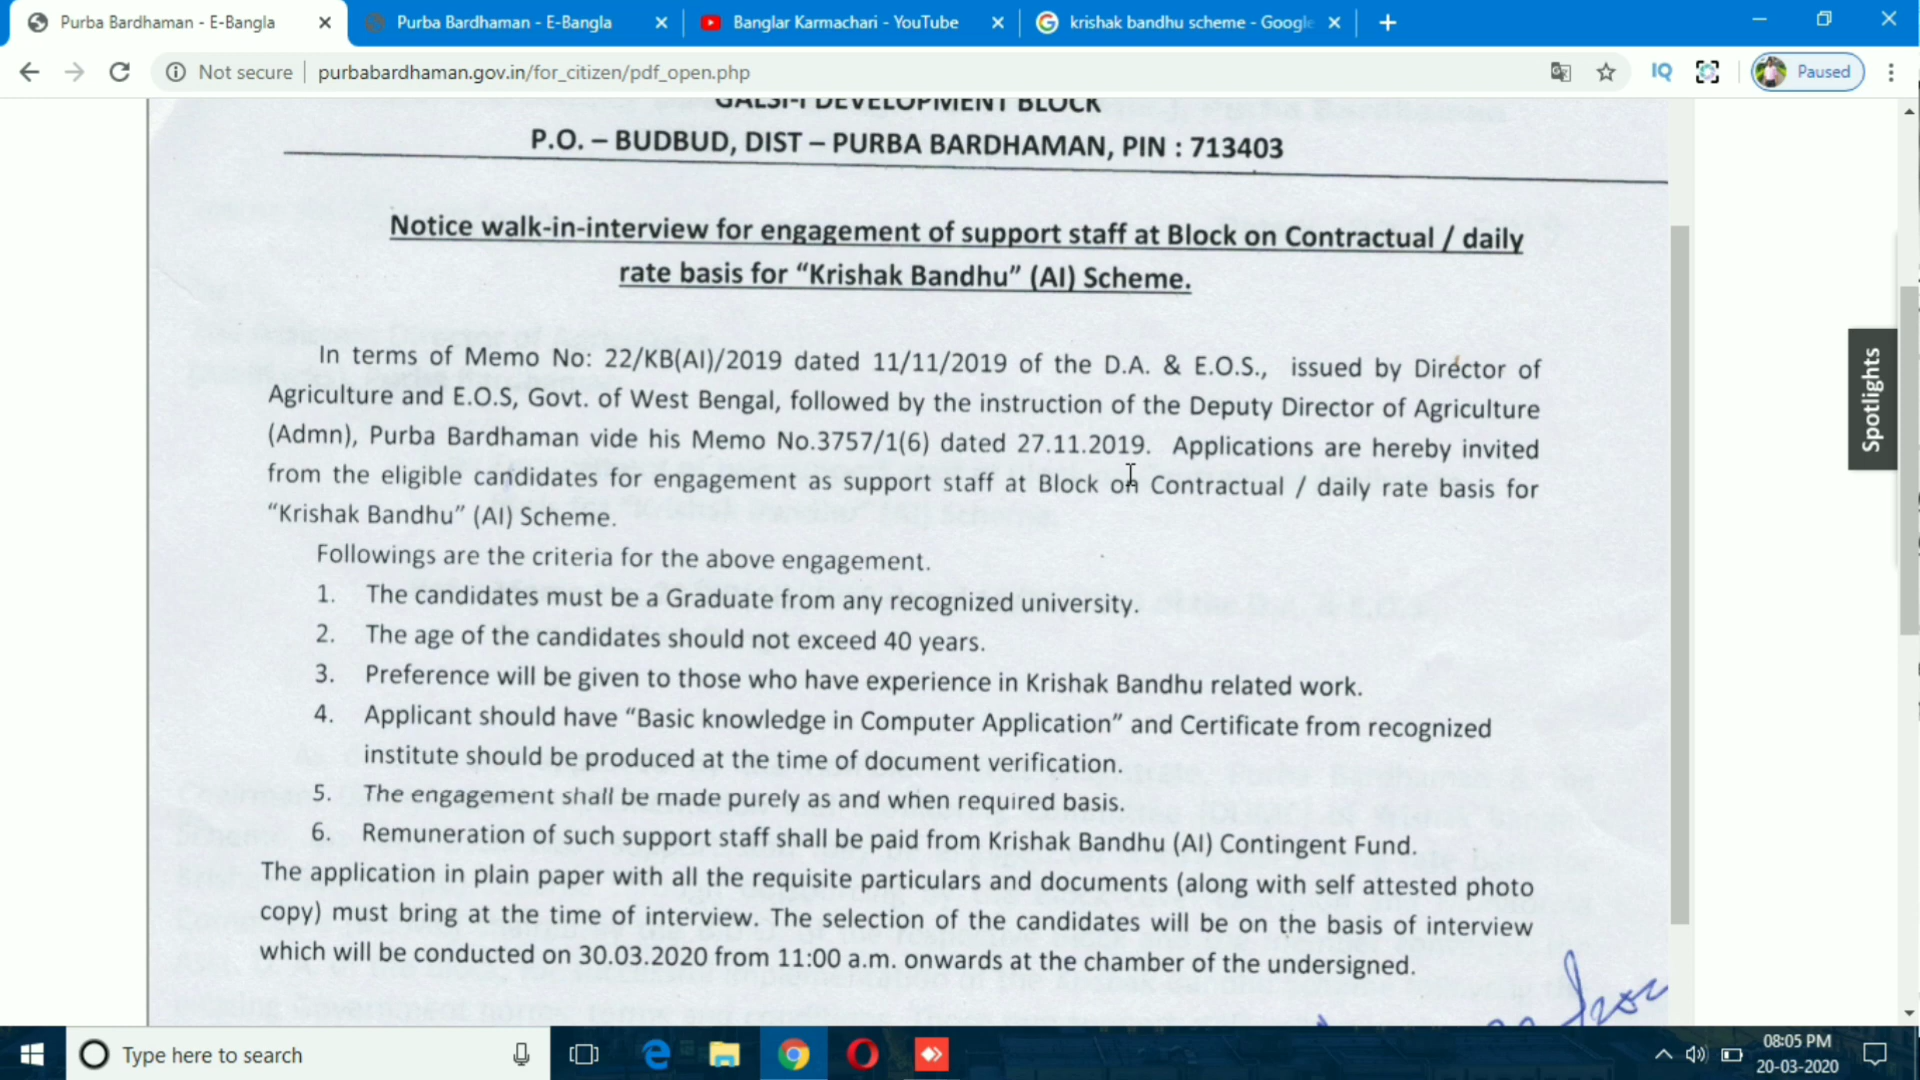 Purba Bardhaman - E-Bangla
Purba Bardhaman - E-Bangla
Banglar Karmachari - YouTube
krishak bandhu scheme - Google
Not secure
purbabardhaman.gov.in/for_citizen/pdf_open.php
IQ
Paused
GALSI-I DEVELOPMENT BLOCK
P.O. – BUDBUD, DIST – PURBA BARDHAMAN, PIN : 713403
Notice walk-in-interview for engagement of support staff at Block on Contractual / daily
rate basis for “Krishak Bandhu” (AI) Scheme.
In terms of Memo No: 22/KB(AI)/2019 dated 11/11/2019 of the D.A. & E.O.S., issued by Director of
Agriculture and E.O.S, Govt. of West Bengal, followed by the instruction of the Deputy Director of Agriculture
(Admn), Purba Bardhaman vide his Memo No.3757/1(6) dated 27.11.2019. Applications are hereby invited
from the eligible candidates for engagement as support staff at Block on Contractual / daily rate basis for
“Krishak Bandhu” (AI) Scheme.
Followings are the criteria for the above engagement.
1. The candidates must be a Graduate from any recognized university.
2. The age of the candidates should not exceed 40 years.
3. Preference will be given to those who have experience in Krishak Bandhu related work.
4. Applicant should have “Basic knowledge in Computer Application” and Certificate from recognized
institute should be produced at the time of document verification.
5. The engagement shall be made purely as and when required basis.
6. Remuneration of such support staff shall be paid from Krishak Bandhu (AI) Contingent Fund.
The application in plain paper with all the requisite particulars and documents (along with self attested photo
copy) must bring at the time of interview. The selection of the candidates will be on the basis of interview
which will be conducted on 30.03.2020 from 11:00 a.m. onwards at the chamber of the undersigned.
Spotlights
Type here to search
08:05 PM
20-03-2020